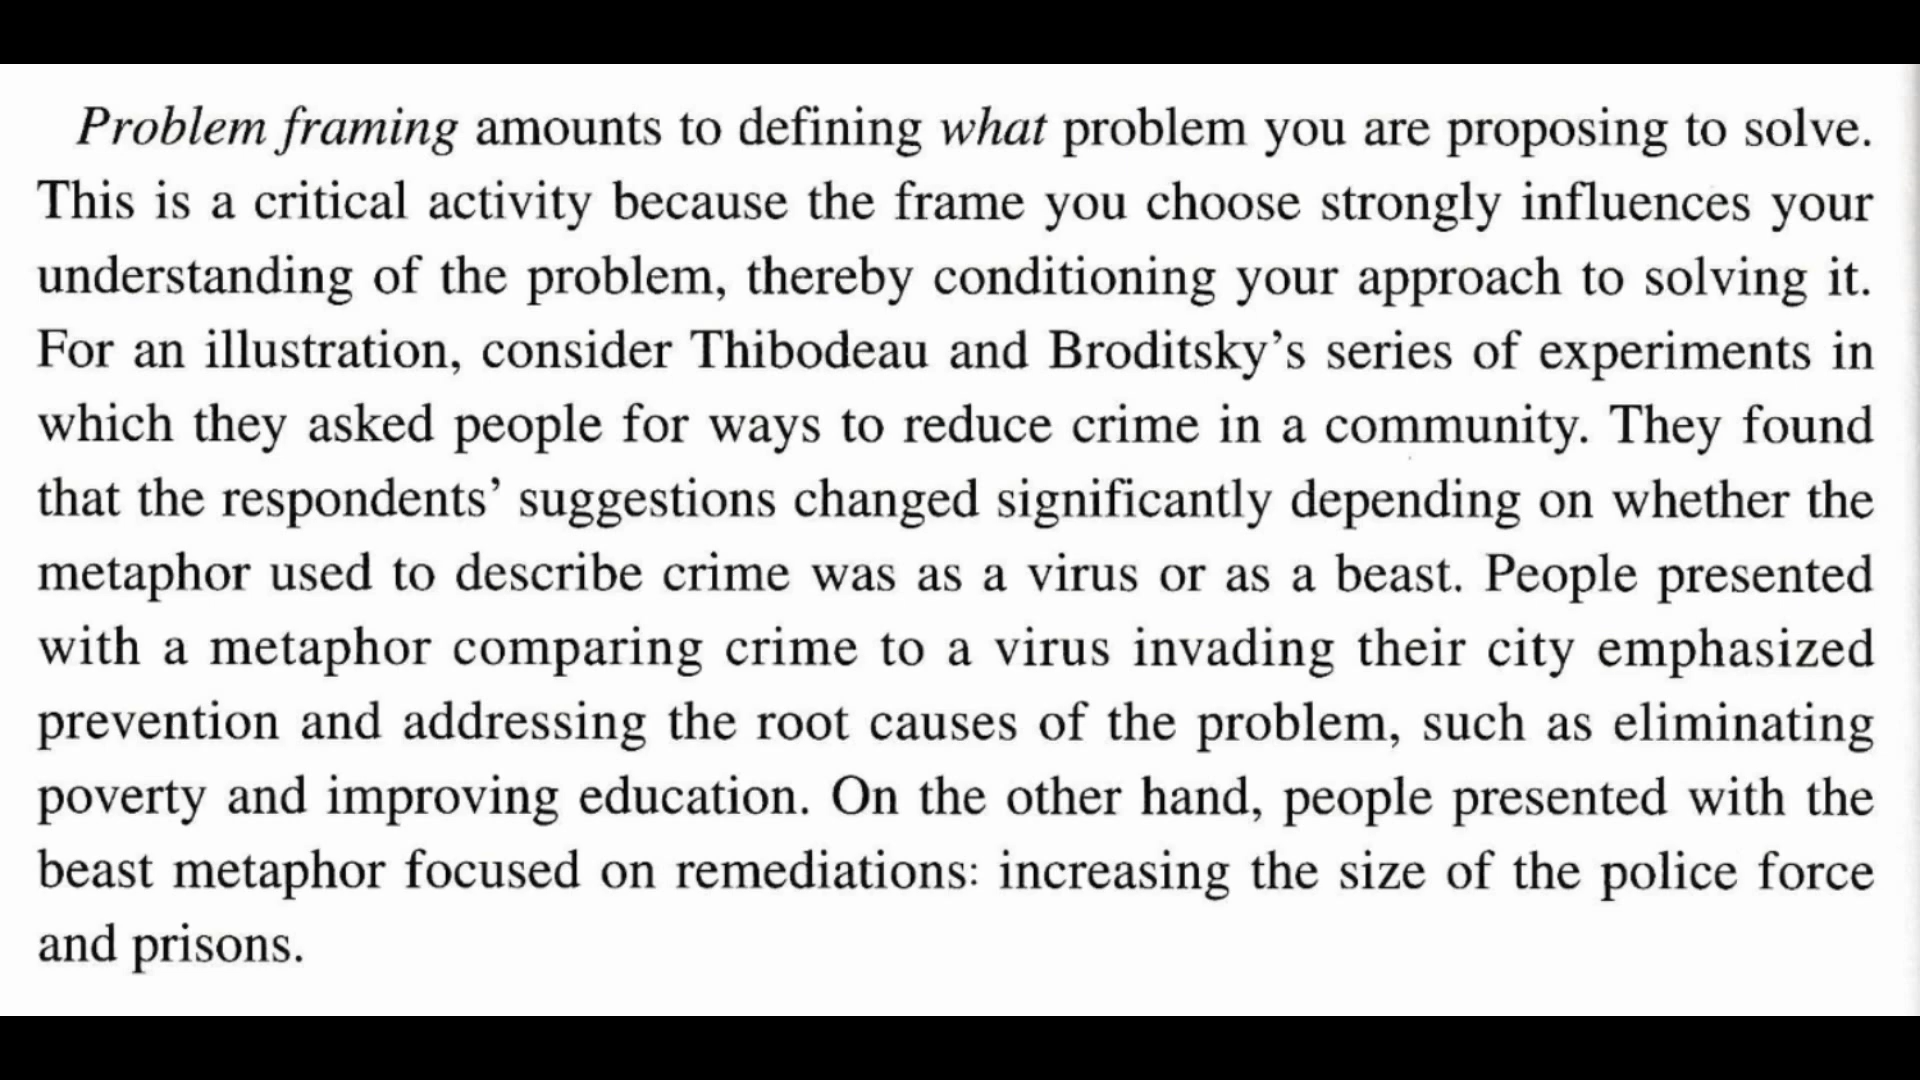 Problem framing amounts to defining what problem you are proposing to solve.
This is a critical activity because the frame you choose strongly influences your
understanding of the problem, thereby conditioning your approach to solving it.
For an illustration, consider Thibodeau and Broditsky’s series of experiments in
which they asked people for ways to reduce crime in a community. They found
that the respondents’ suggestions changed significantly depending on whether the
metaphor used to describe crime was as a virus or as a beast. People presented
with a metaphor comparing crime to a virus invading their city emphasized
prevention and addressing the root causes of the problem, such as eliminating
poverty and improving education. On the other hand, people presented with the
beast metaphor focused on remediations: increasing the size of the police force
and prisons.